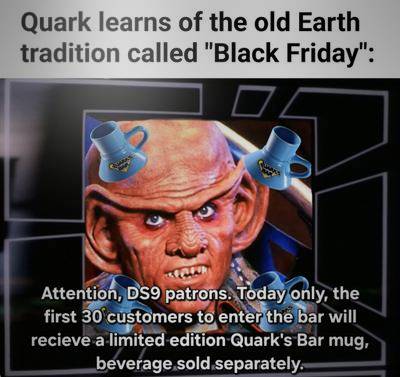 Quark learns of the old Earth
tradition called "Black Friday":
Attention, DS9 patrons. Today only, the
first 30 customers to enter the bar will
recieve a limited edition Quark's Bar mug,
beverage sold separately.